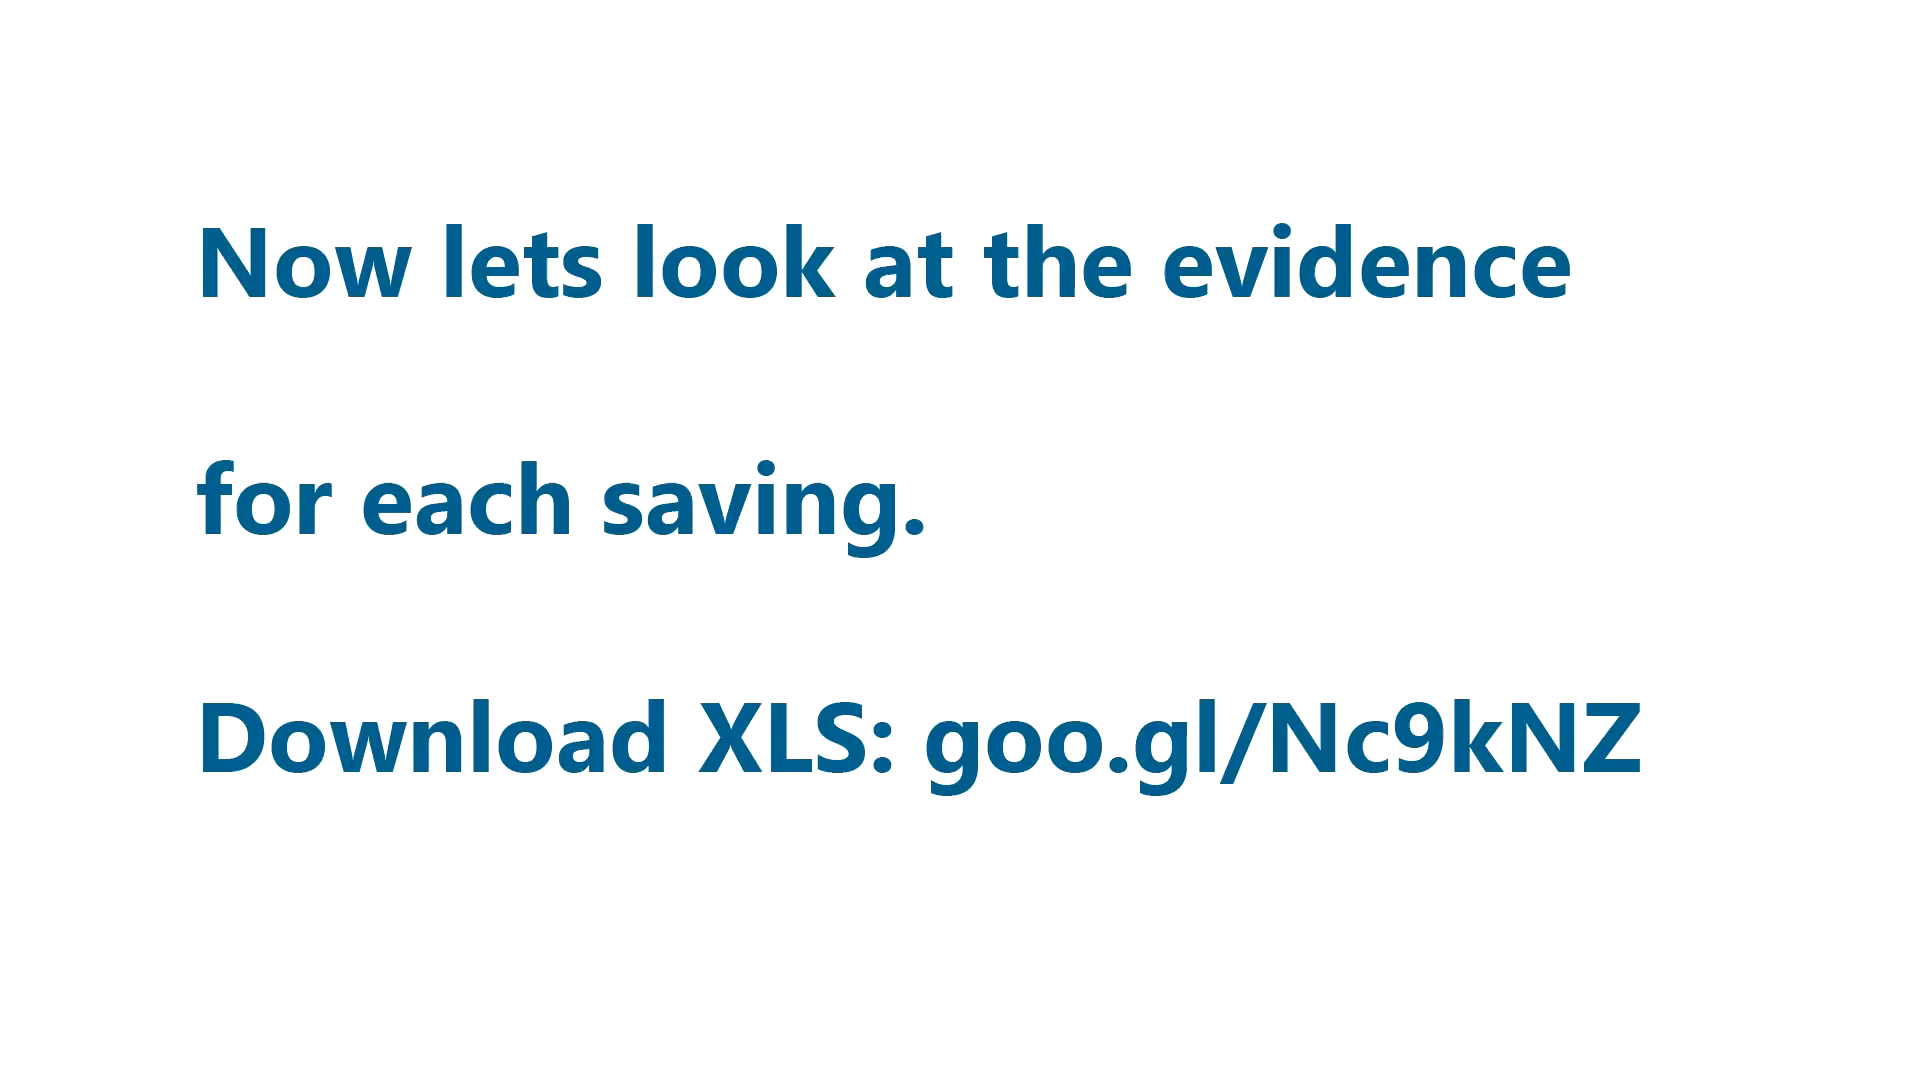 Now lets look at the evidence
for each saving.
Download XLS: goo.gl/Nc9kNZ